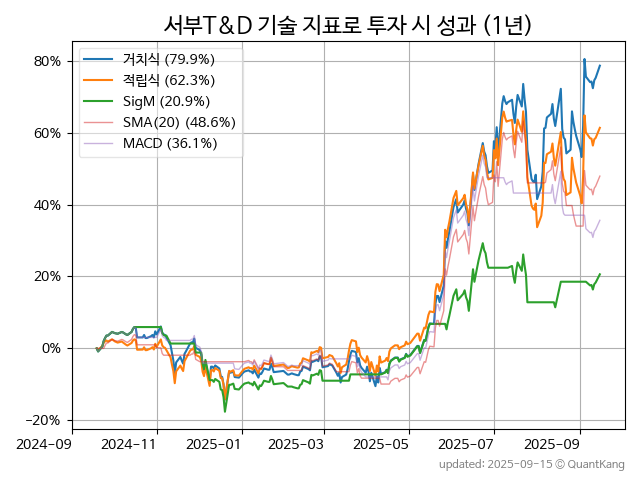 서부T&D 기술 지표로 투자 시 성과 (1년)
거치식 (79.9%)
적립식 (62.3%)
SigM (20.9%)
SMA(20) (48.6%)
MACD (36.1%)
80%
60%
40%
20%
0%
−20%
2024-09 2024-11 2025-01 2025-03 2025-05 2025-07 2025-09
updated: 2025-09-15 © QuantKang